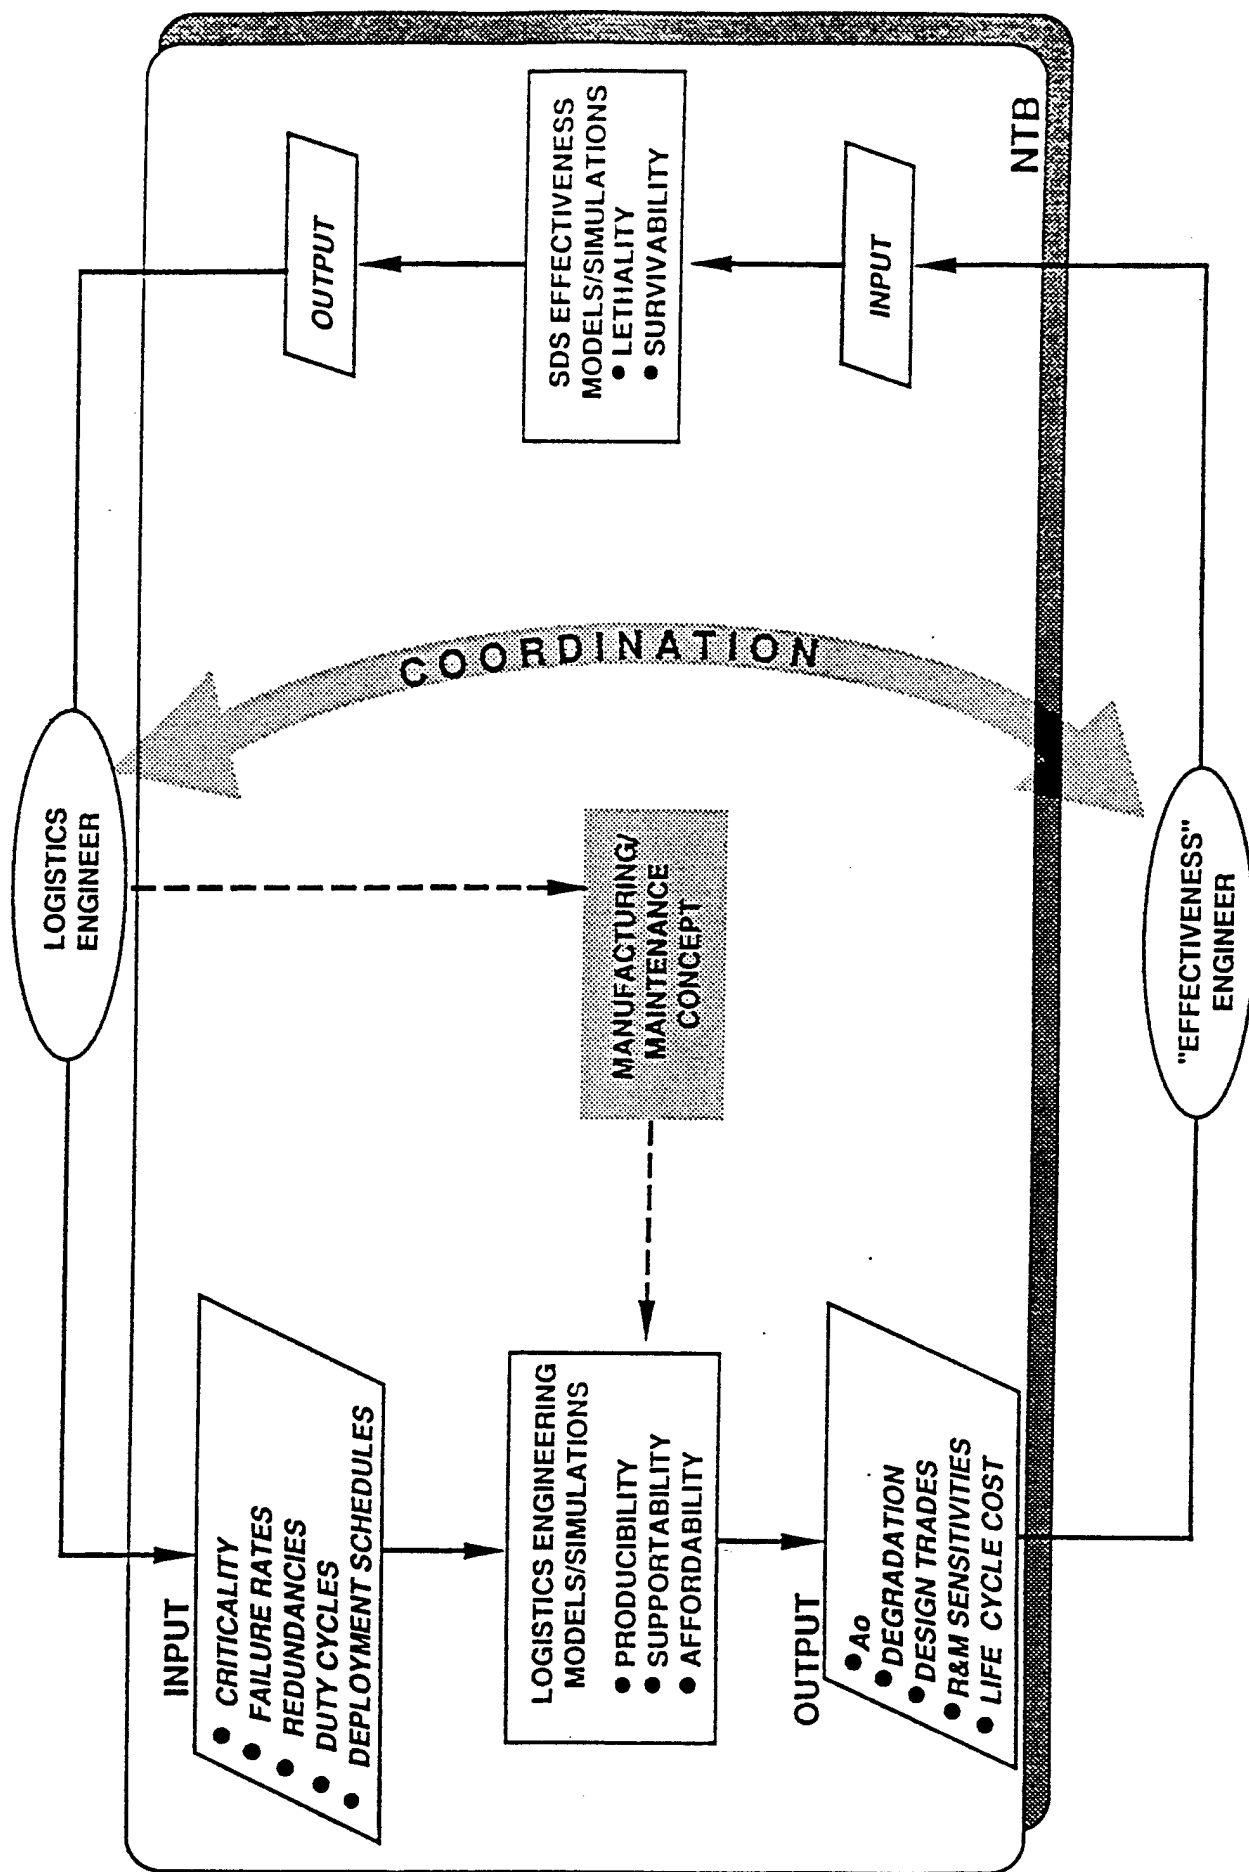 LOGISTICS
ENGINEER
INPUT
● CRITICALITY
● FAILURE RATES
● REDUNDANCIES
● DUTY CYCLES
● DEPLOYMENT SCHEDULES
LOGISTICS ENGINEERING
MODELS/SIMULATIONS
● PRODUCIBILITY
● SUPPORTABILITY
● AFFORDABILITY
OUTPUT
● Ao
● DEGRADATION
● DESIGN TRADES
● R&M SENSITIVITIES
● LIFE CYCLE COST
MANUFACTURING/
MAINTENANCE
CONCEPT
COORDINATION
OUTPUT
SDS EFFECTIVENESS
MODELS/SIMULATIONS
● LETHALITY
● SURVIVABILITY
INPUT
NTB
"EFFECTIVENESS"
ENGINEER